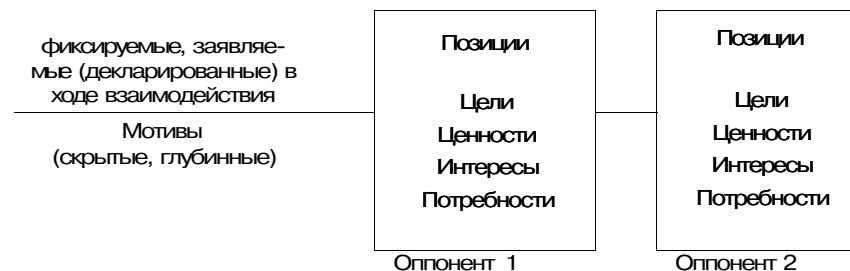 фиксируемые, заявляе-
мые (декларированные) в
ходе взаимодействия
Мотивы
(скрытые, глубинные)
Позиции
Цели
Ценности
Интересы
Потребности
Оппонент 1
Позиции
Цели
Ценности
Интересы
Потребности
Оппонент 2